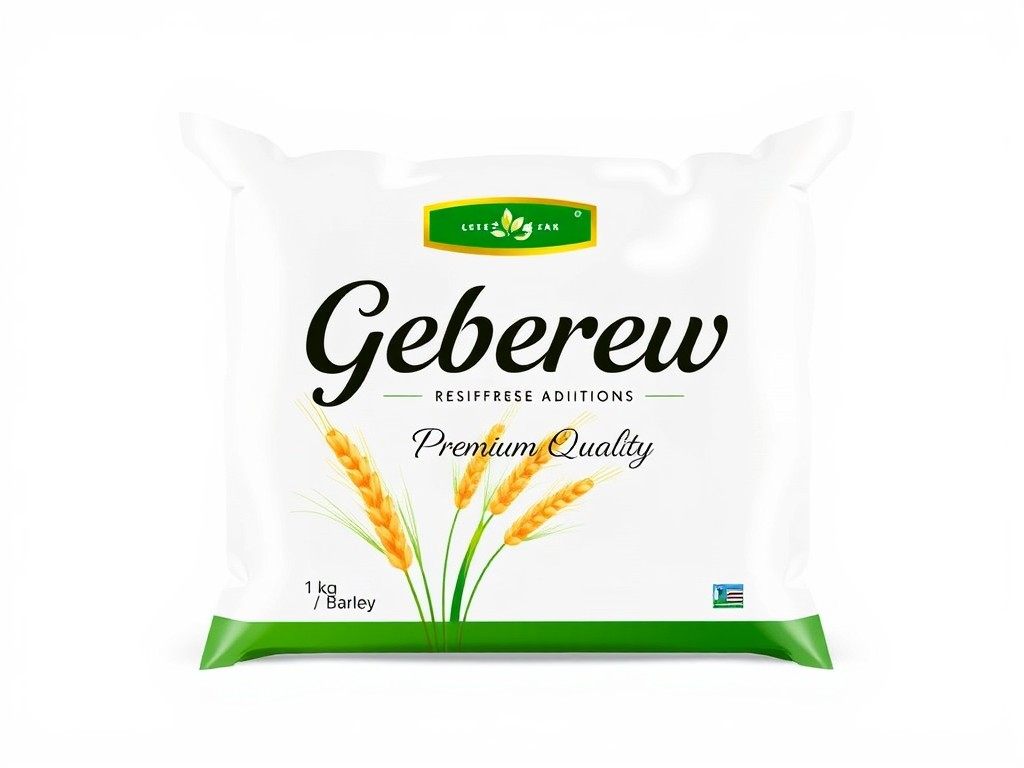 Geberew
RESIFFRESE ADIITIONS
Premium Quality
1 kg
/ Barley